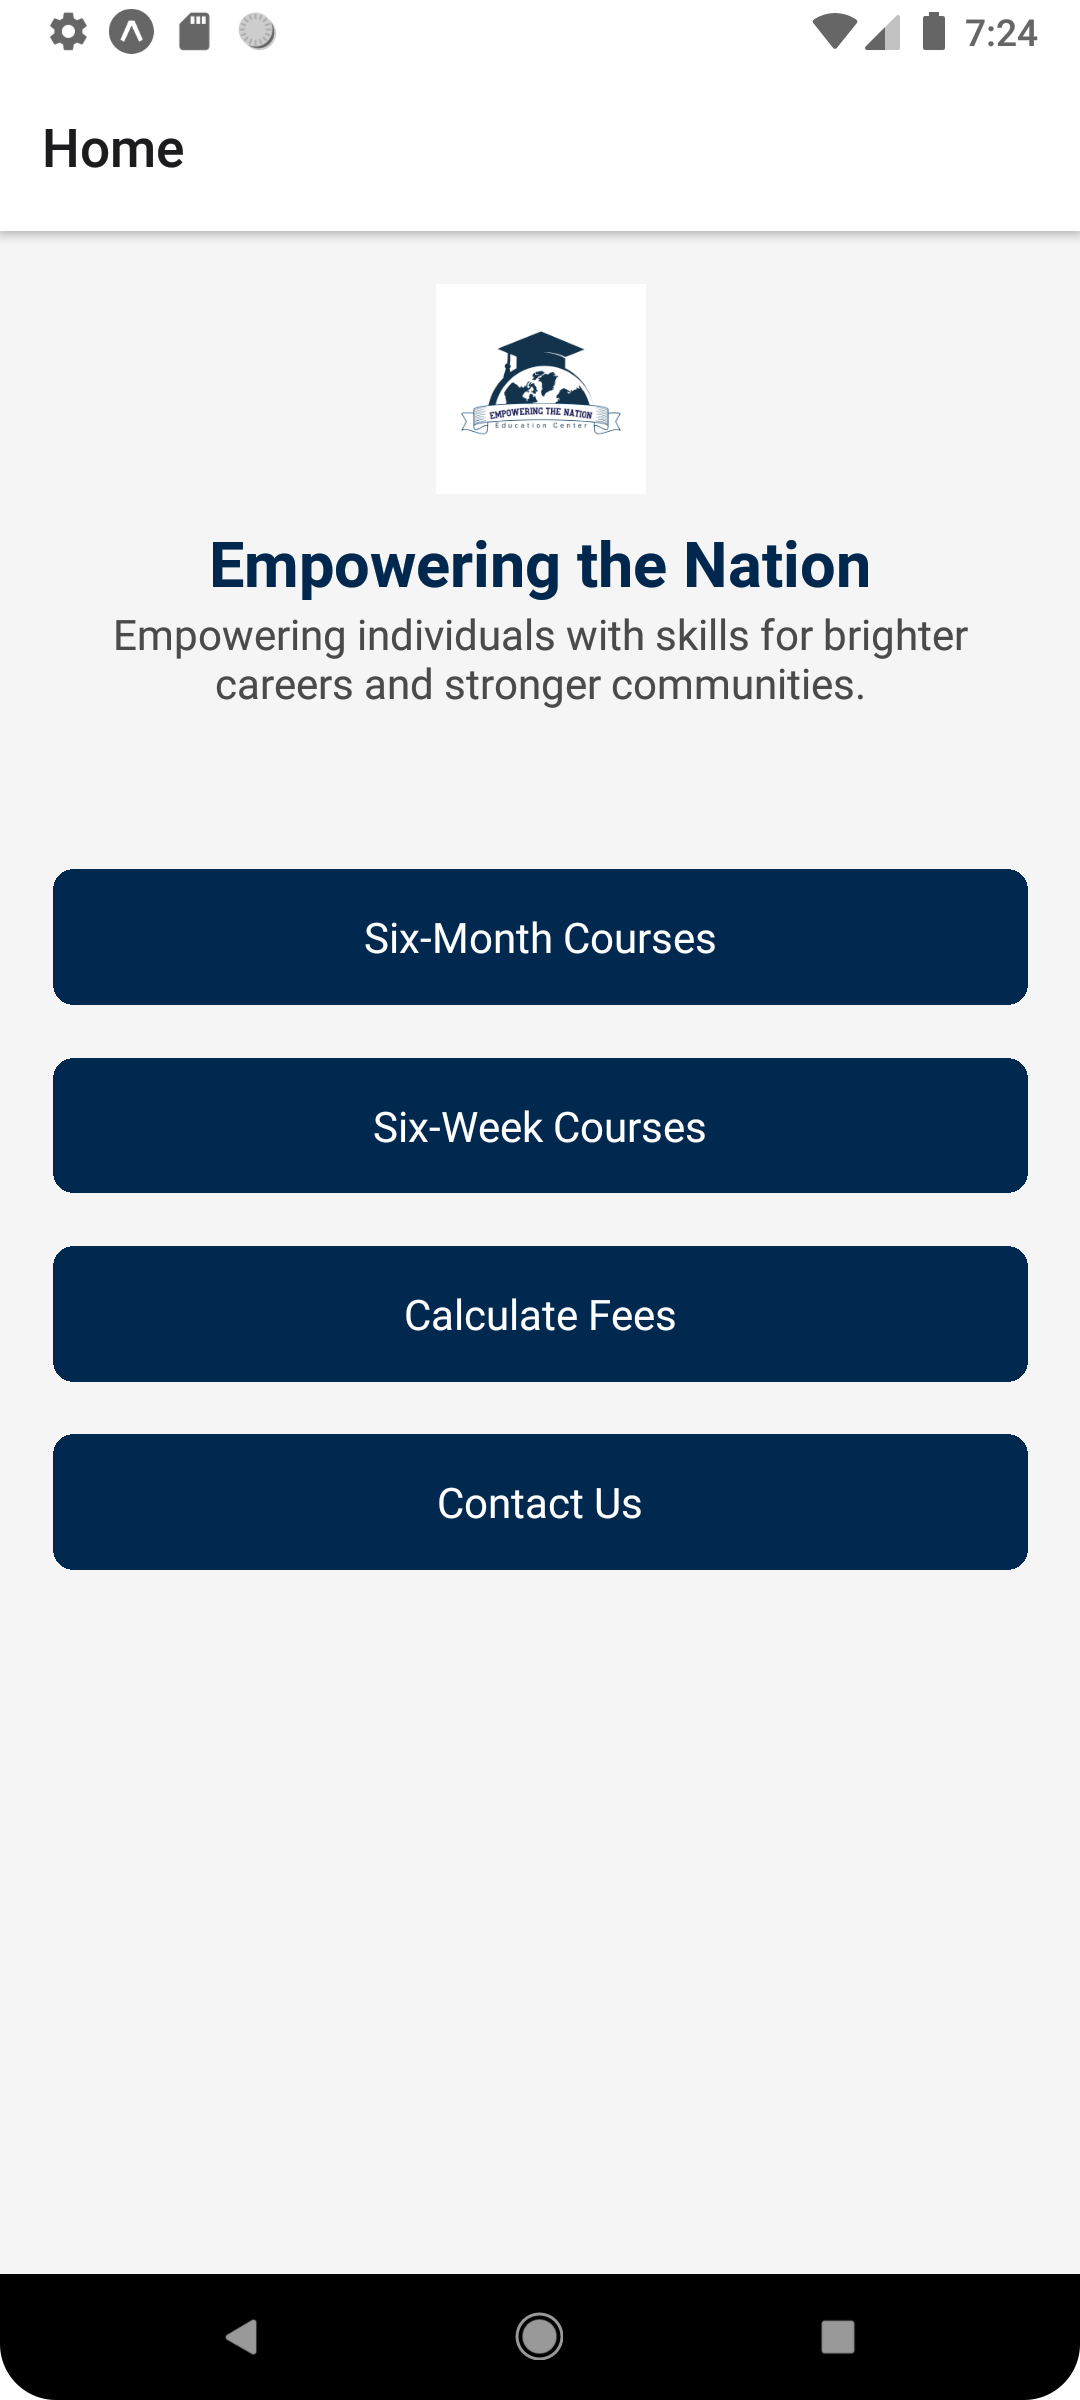 7:24
Home
EMPOWERING THE NATION
Education Center
Empowering the Nation
Empowering individuals with skills for brighter
careers and stronger communities.
Six-Month Courses
Six-Week Courses
Calculate Fees
Contact Us